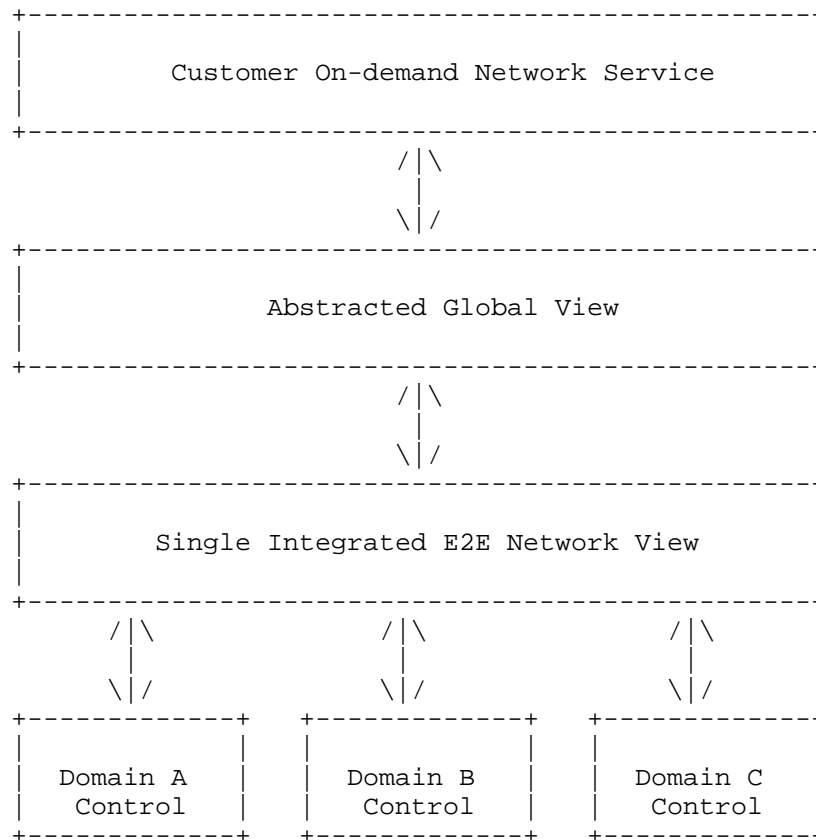 Customer On-demand Network Service
Abstracted Global View
Single Integrated E2E Network View
Domain A Domain B Domain C
Control Control Control